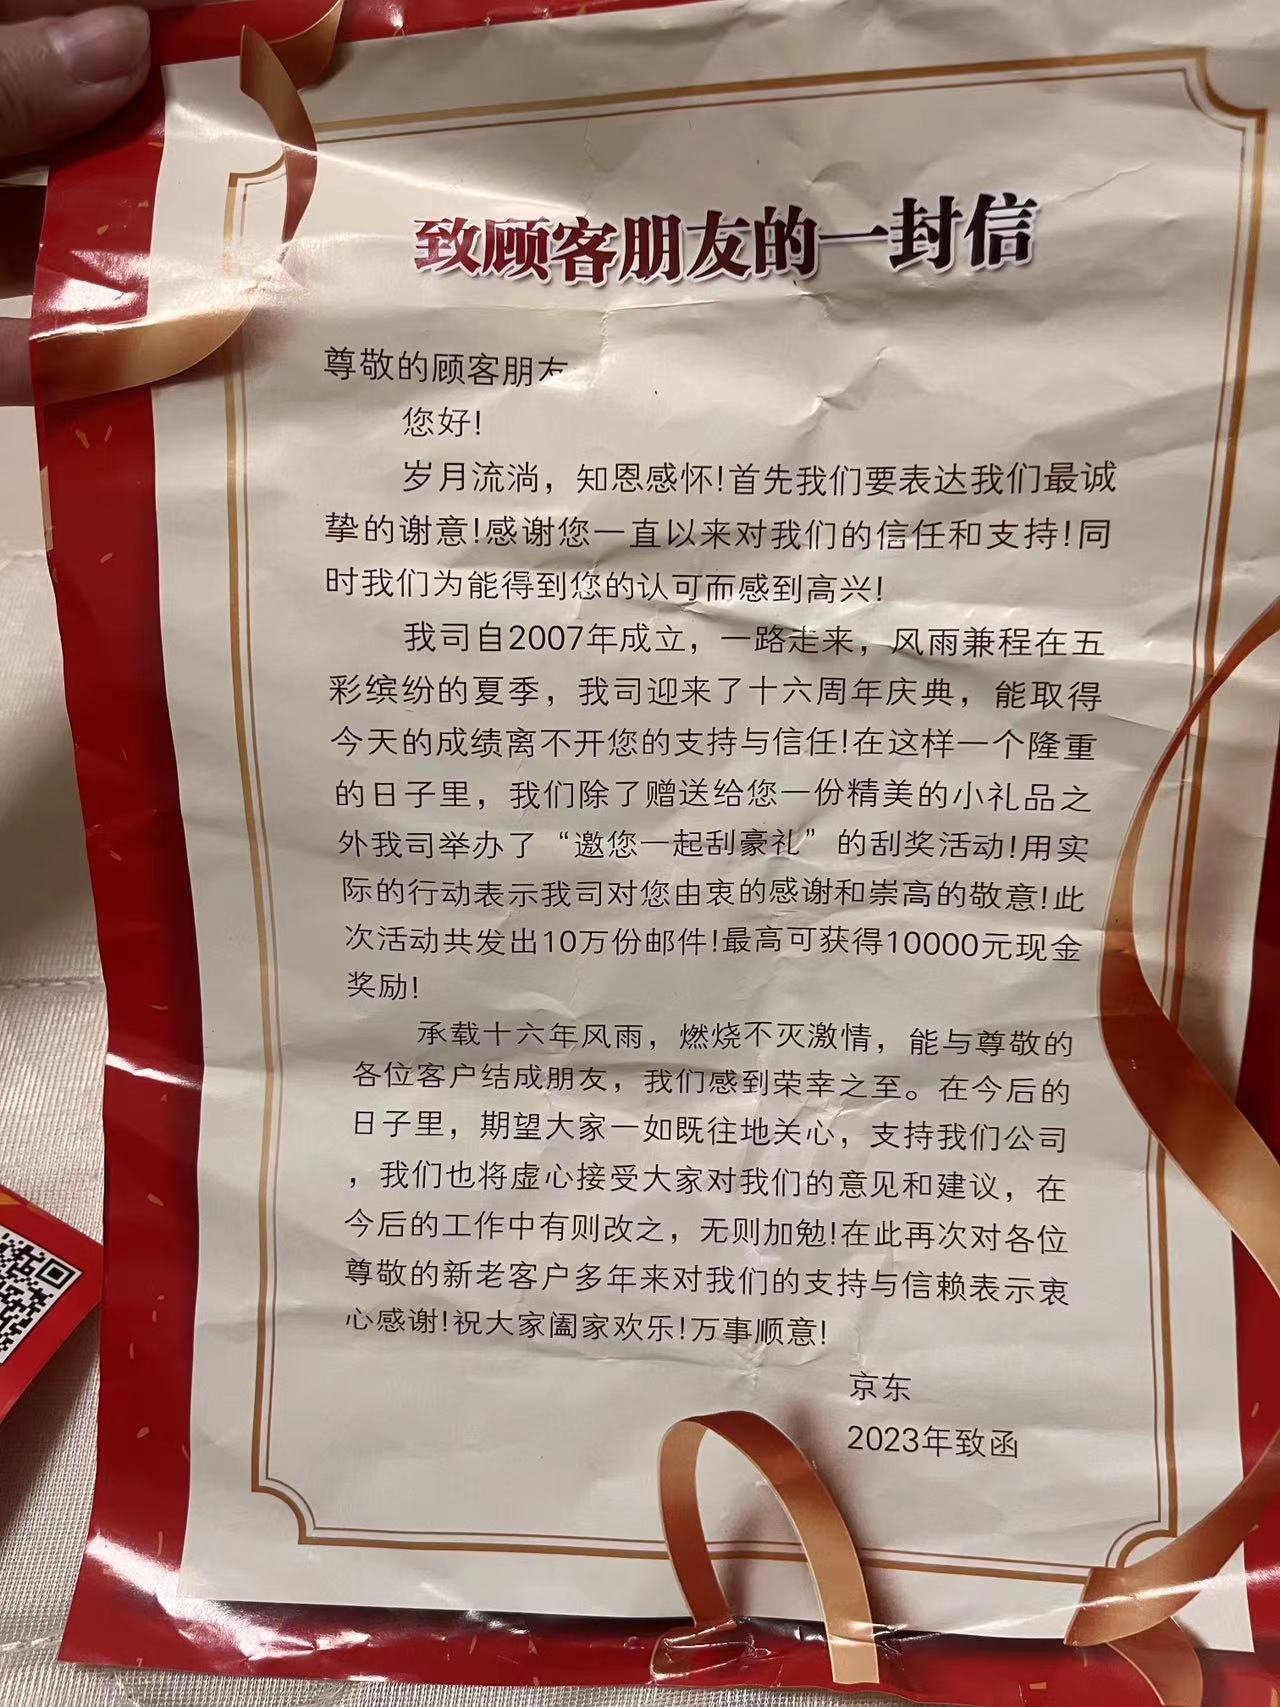 致顾客朋友的一封信
尊敬的顾客朋友
您好!
岁月流淌，知恩感怀!首先我们要表达我们最诚
挚的谢意!感谢您一直以来对我们的信任和支持!同
时我们为能得到您的认可而感到高兴!
我司自2007年成立，一路走来，风雨兼程在五
彩缤纷的夏季，我司迎来了十六周年庆典，能取得
今天的成绩离不开您的支持与信任!在这样一个隆重
的日子里，我们除了赠送给您一份精美的小礼品之
外我司举办了“邀您一起刮豪礼”的刮奖活动!用实
际的行动表示我司对您由衷的感谢和崇高的敬意!此
次活动共发出10万份邮件!最高可获得10000元现金
奖励!
承载十六年风雨，燃烧不灭激情，能与尊敬的
各位客户结成朋友，我们感到荣幸之至。在今后的
日子里，期望大家一如既往地关心，支持我们公司
，我们也将虚心接受大家对我们的意见和建议，在
今后的工作中有则改之，无则加勉!在此再次对各位
尊敬的新老客户多年来对我们的支持与信赖表示衷
心感谢!祝大家阖家欢乐!万事顺意!
京东
2023年致函